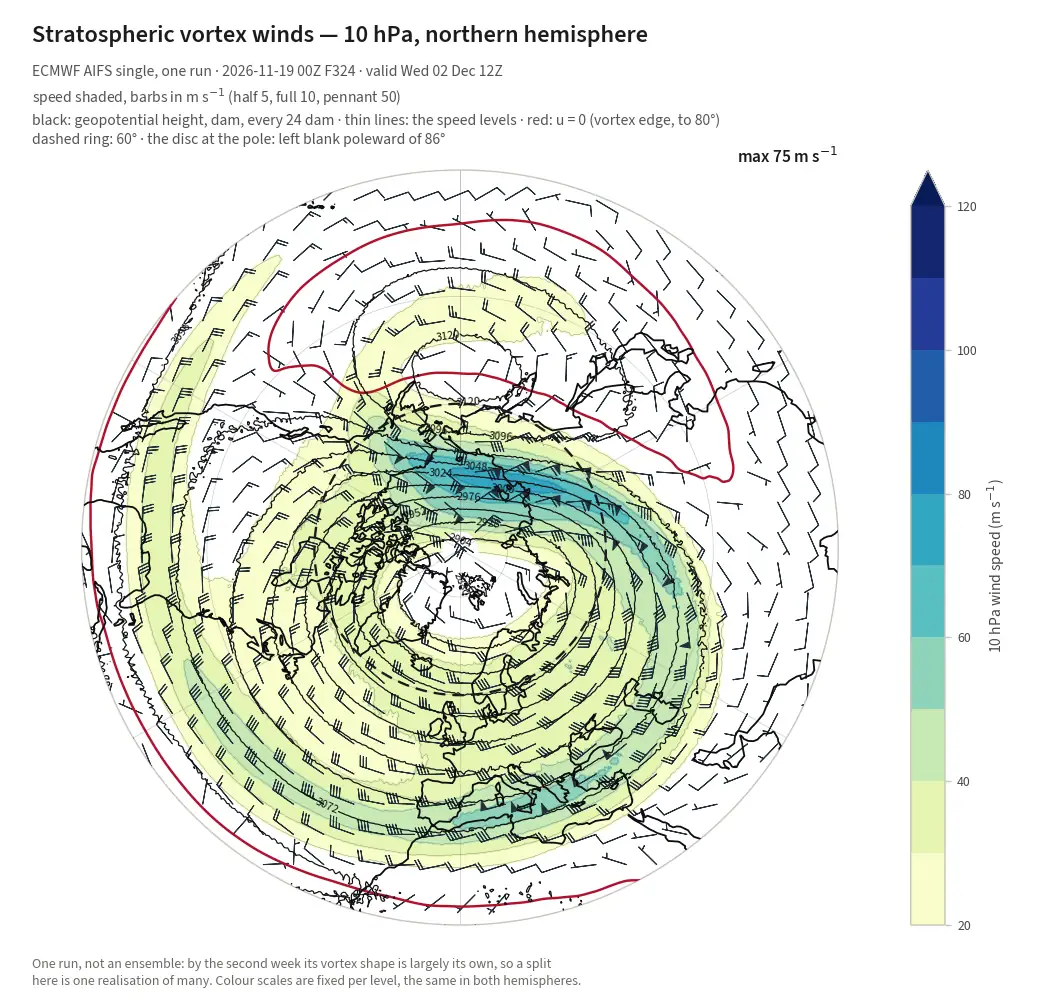 Stratospheric vortex winds — 10 hPa, northern hemisphere
ECMWF AIFS single, one run · 2026-11-19 00Z F324 · valid Wed 02 Dec 12Z
speed shaded, barbs in m s⁻¹ (half 5, full 10, pennant 50)
black: geopotential height, dam, every 24 dam · thin lines: the speed levels · red: u = 0 (vortex edge, to 80°)
dashed ring: 60° · the disc at the pole: left blank poleward of 86°
max 75 m s⁻¹
120
100
80
60
40
20
10 hPa wind speed (m s⁻¹)
3120
3120
3096
3048
3024
2976
3072
One run, not an ensemble: by the second week its vortex shape is largely its own, so a split
here is one realisation of many. Colour scales are fixed per level, the same in both hemispheres.